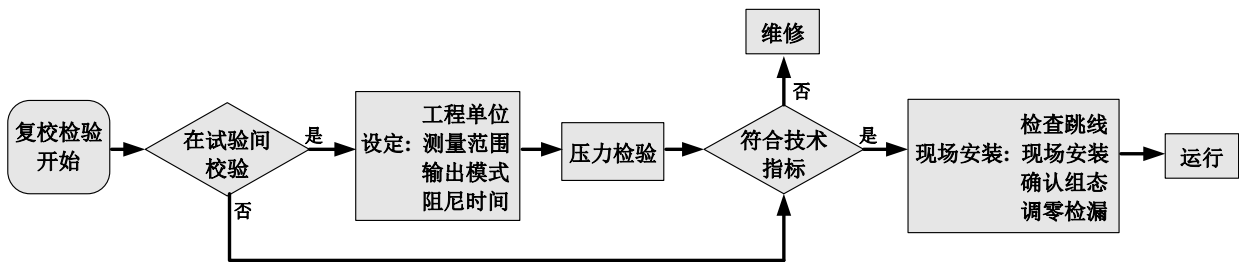 复校检验
开始
在试验间
校验
是
否
工程单位
设定: 测量范围
输出模式
阻尼时间
压力检验
符合技术
指标
否
维修
是
检查跳线
现场安装: 现场安装
确认组态
调零检漏
运行